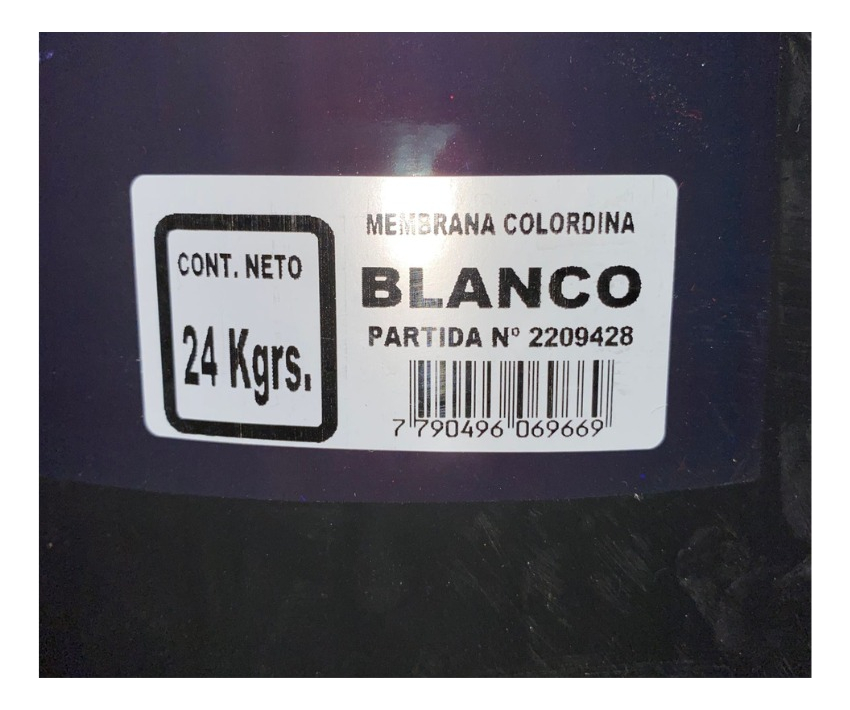 CONT. NETO
24 Kgrs.
MEMBRANA COLORDINA
BLANCO
PARTIDA Nº 2209428
7 790496 069669